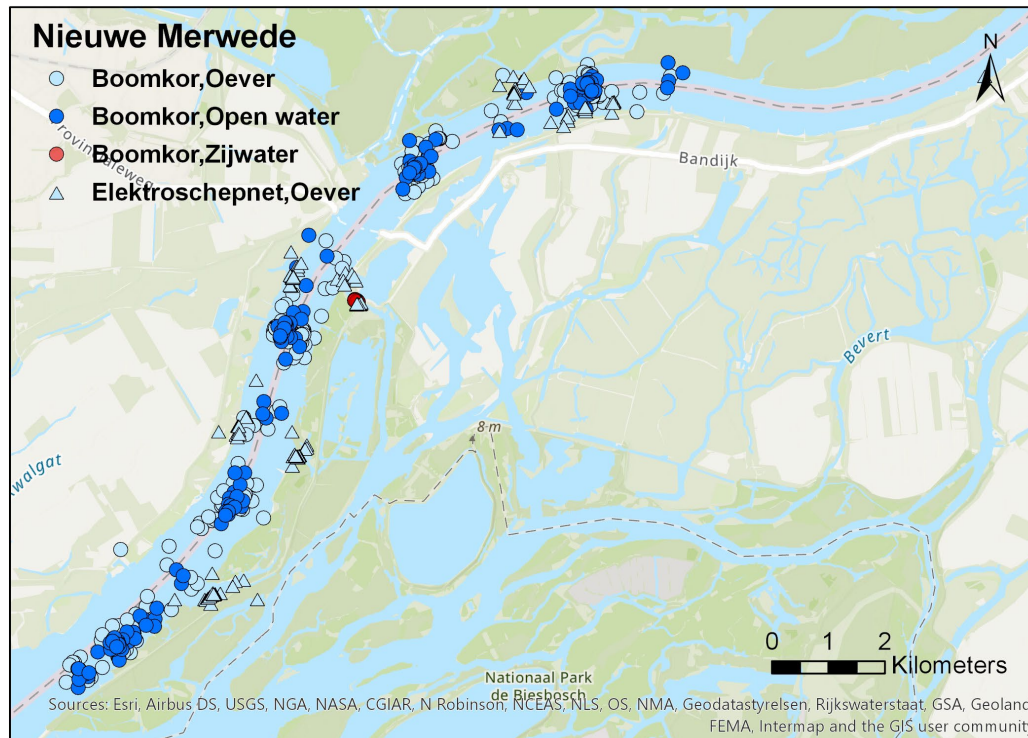 Nieuwe Merwede
Boomkor,Oever
Boomkor,Open water
Boomkor,Zijwater
Elektroschepnet,Oever
N
Bandijk
Bevert
8 m
0 1 2
Kilometers
Nationaal Park
de Biesbosch
Sources: Esri, Airbus DS, USGS, NGA, NASA, CGIAR, N Robinson, NCEAS, NLS, OS, NMA, Geodatastyrelsen, Rijkswaterstaat, GSA, Geoland
FEMA, Intermap and the GIS user community